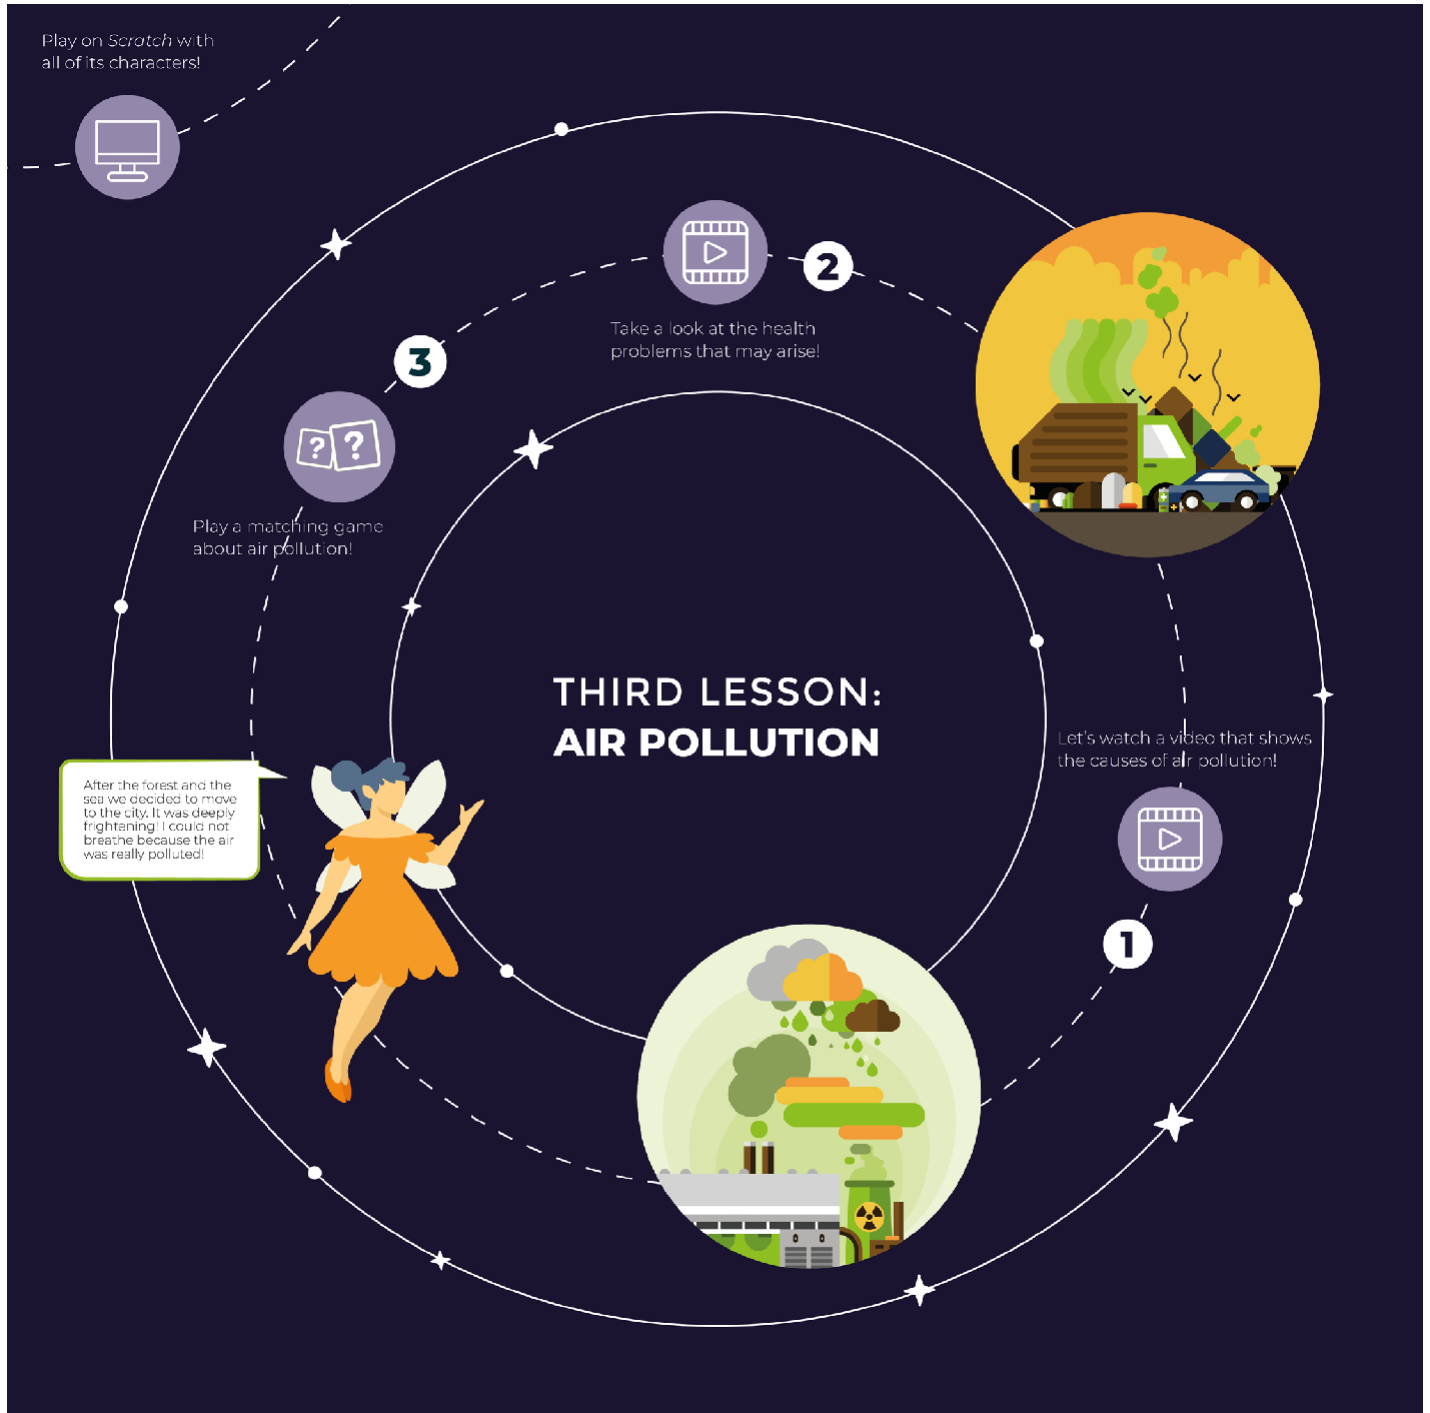 Play on Scratch with
all of its characters!
2
Take a look at the health
problems that may arise!
3
? ?
Play a matching game
about air pollution!
THIRD LESSON:
AIR POLLUTION
Let's watch a video that shows
the causes of air pollution!
1
After the forest and the
sea we decided to move
to the city. It was deeply
frightening! I could not
breathe because the air
was really polluted!